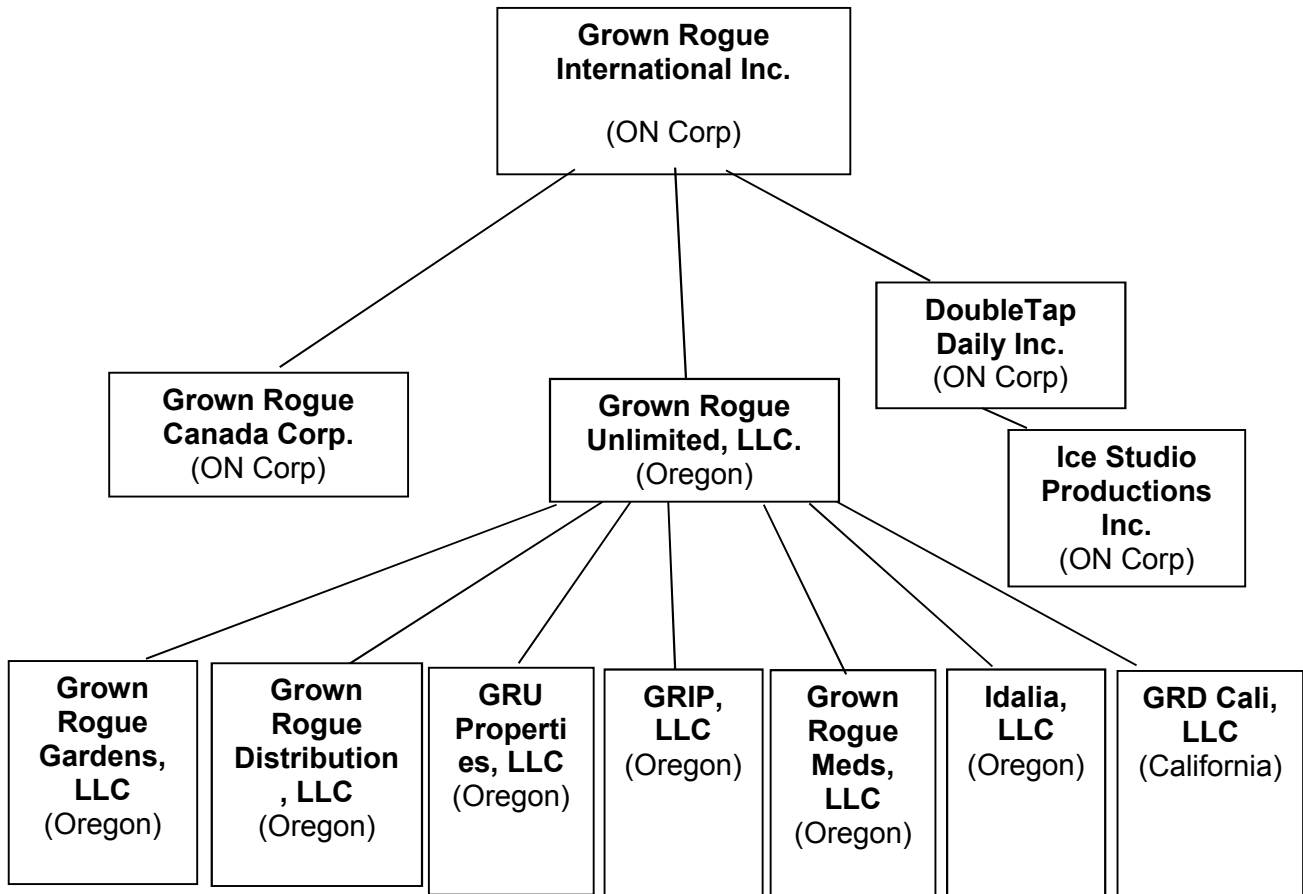 Grown Rogue
International Inc.
(ON Corp)
DoubleTap
Daily Inc.
(ON Corp)
Grown Rogue
Canada Corp.
(ON Corp)
Grown Rogue
Unlimited, LLC.
(Oregon)
Ice Studio
Productions
Inc.
(ON Corp)
Grown
Rogue
Gardens,
LLC
(Oregon)
Grown
Rogue
Distribution
, LLC
(Oregon)
GRU
Properti
es, LLC
(Oregon)
GRIP,
LLC
(Oregon)
Grown
Rogue
Meds,
LLC
(Oregon)
Idalia,
LLC
(Oregon)
GRD Cali,
LLC
(California)